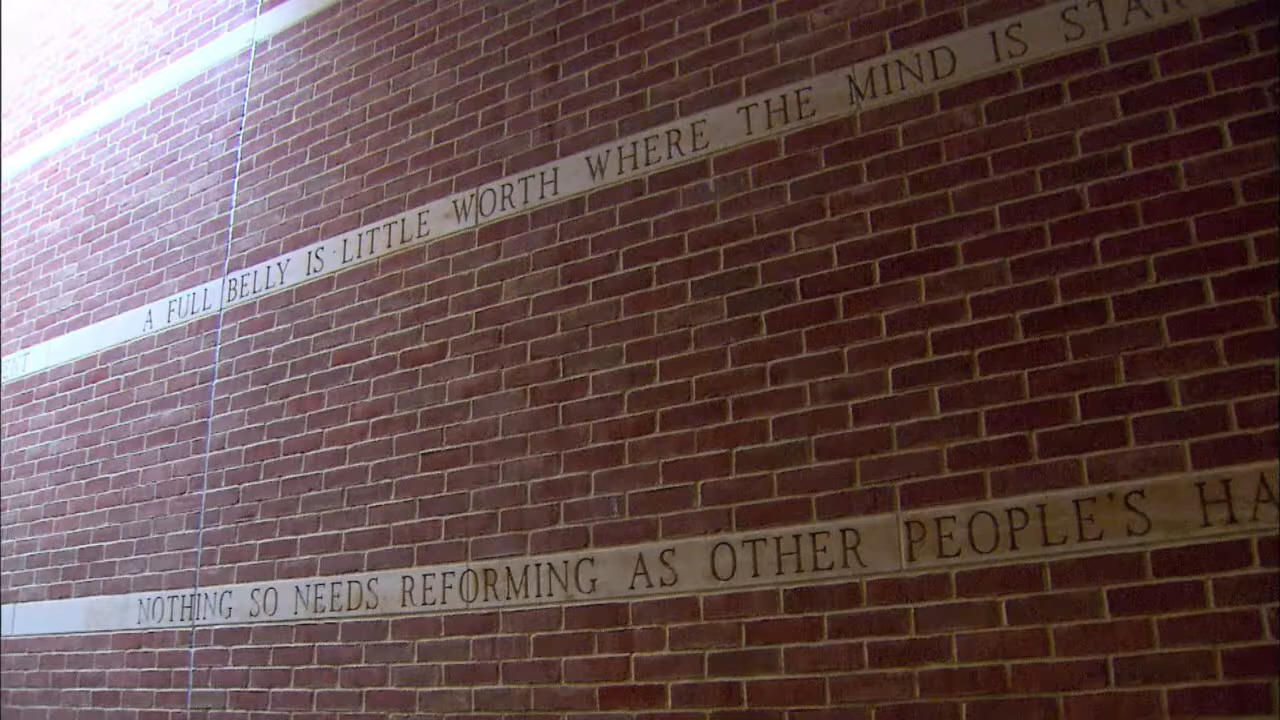 A FULL BELLY IS LITTLE WORTH WHERE THE MIND IS
NOTHING SO NEEDS REFORMING AS OTHER PEOPLE'S